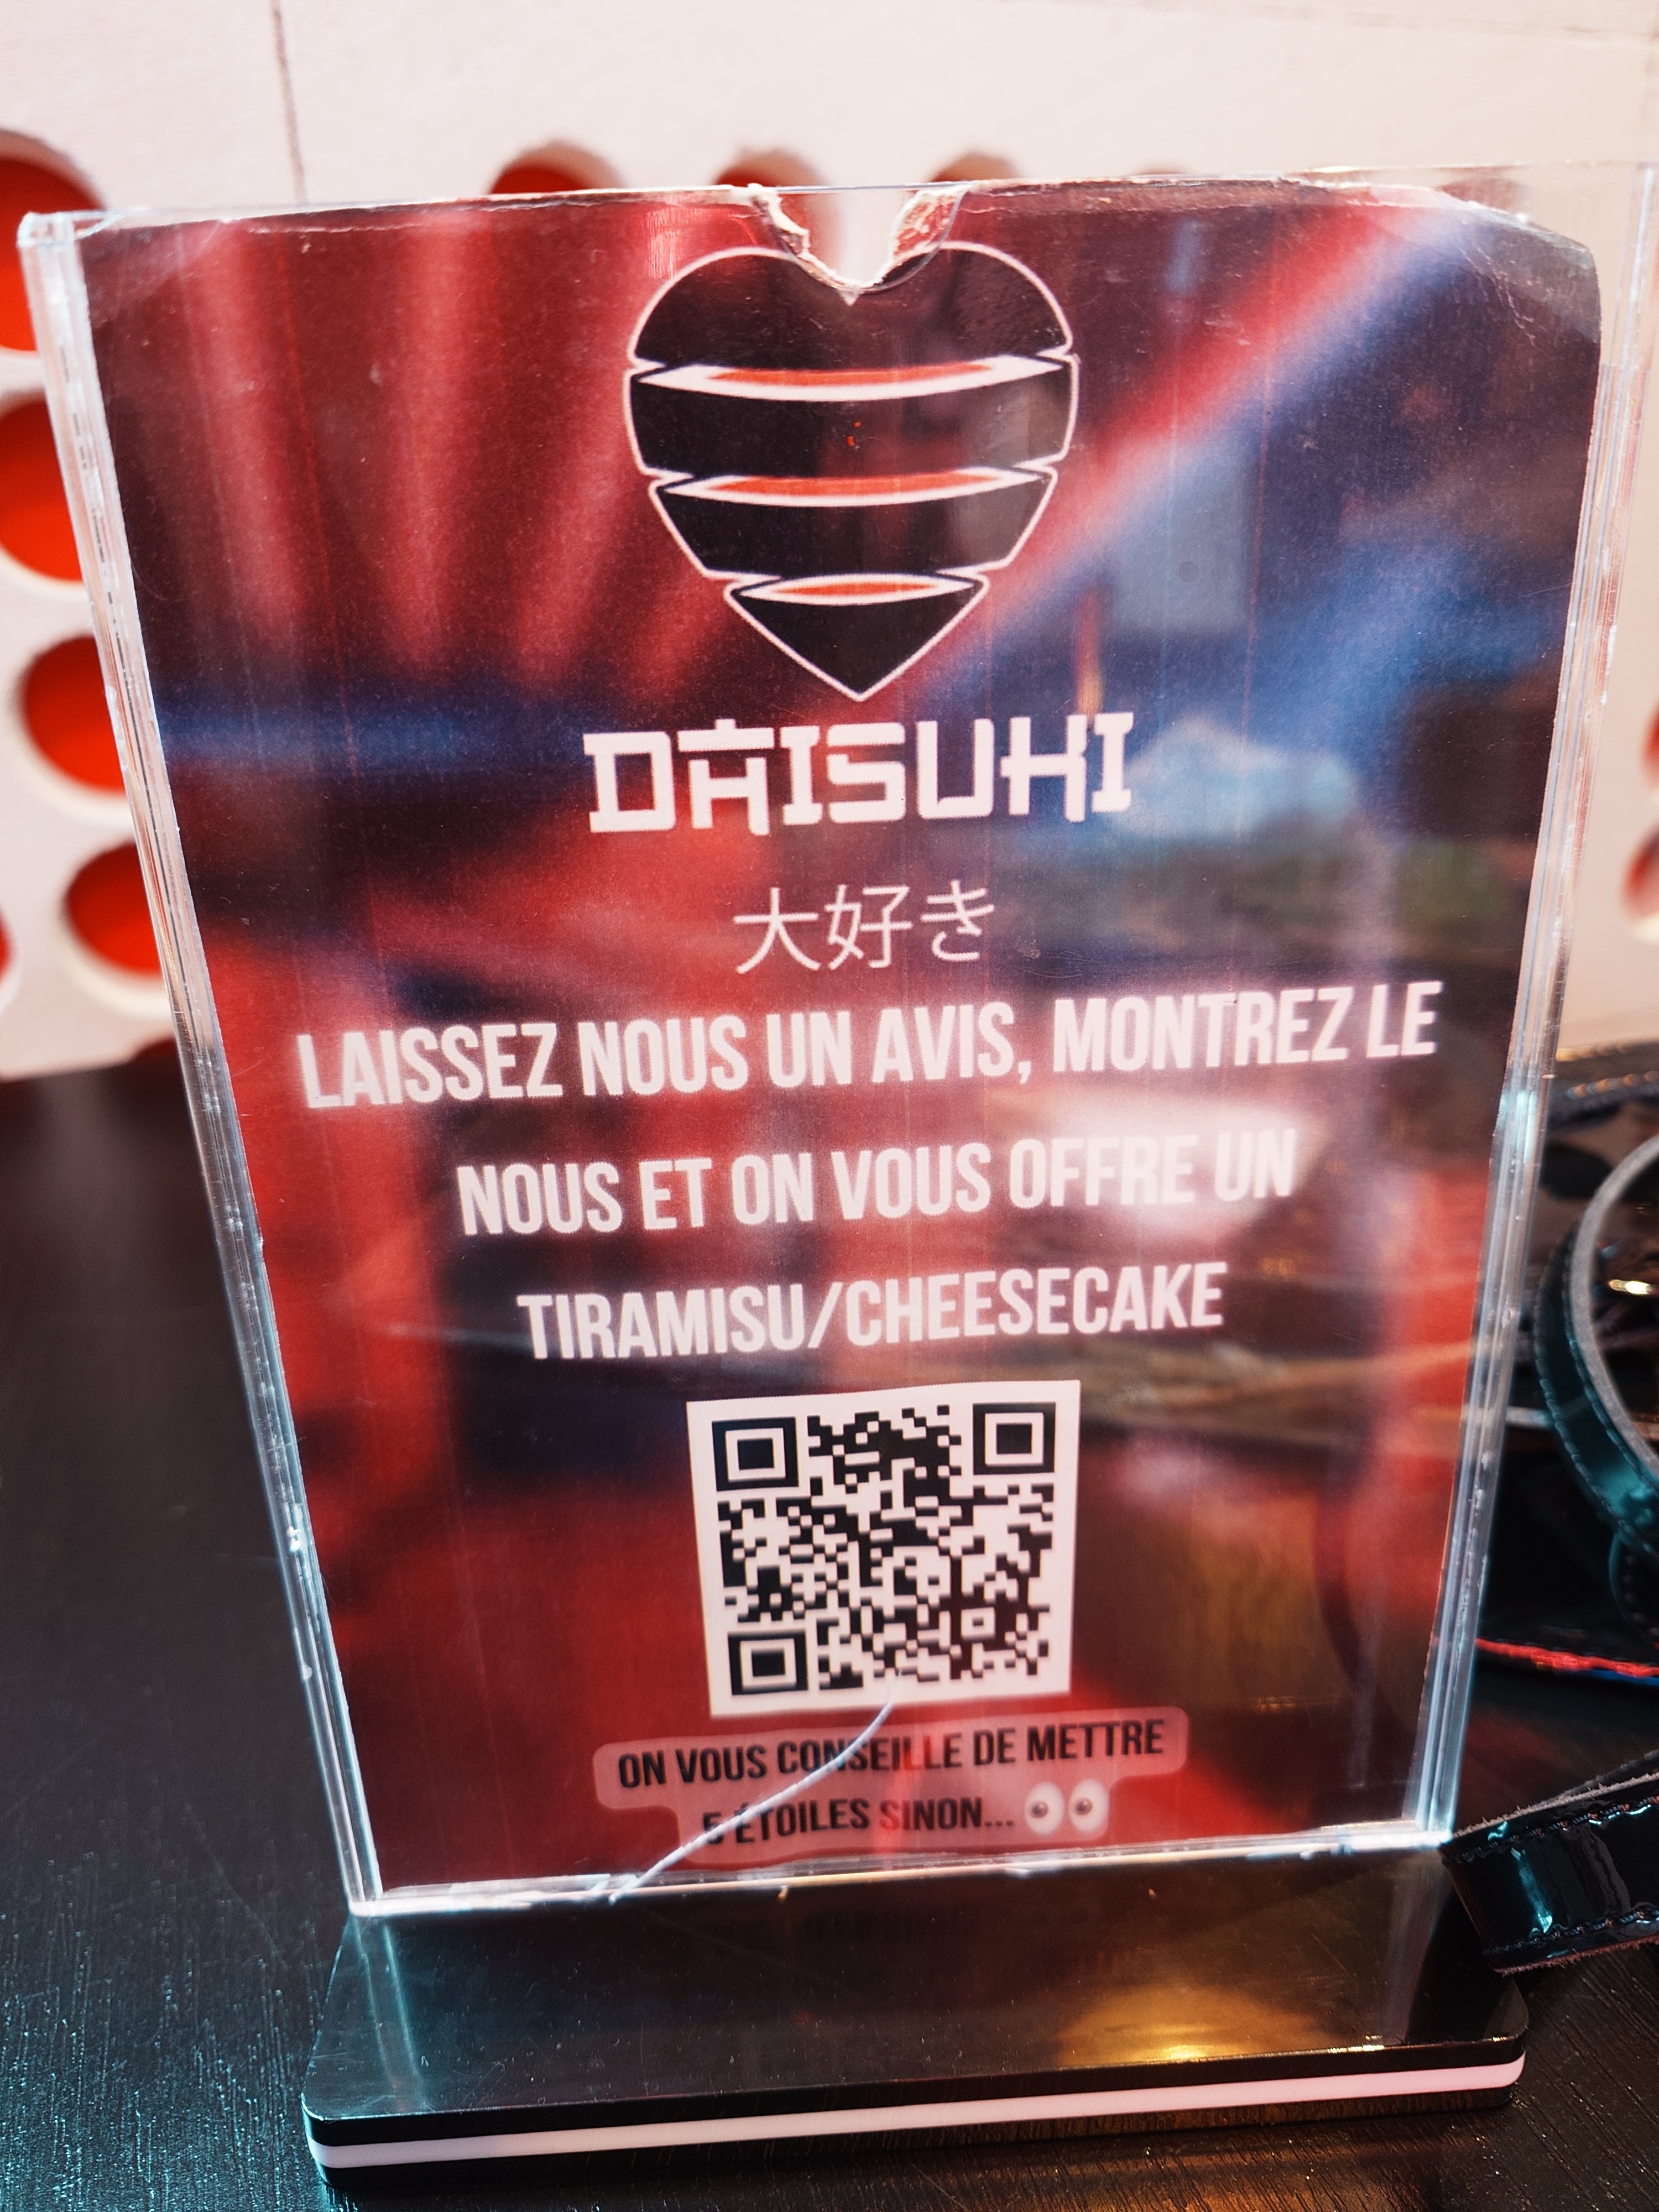 DAISUKI
大好き
LAISSEZ NOUS UN AVIS, MONTREZ LE
NOUS ET ON VOUS OFFRE UN
TIRAMISU/CHEESECAKE
ON VOUS CONSEILLE DE METTRE
5 ÉTOILES SINON... 👀